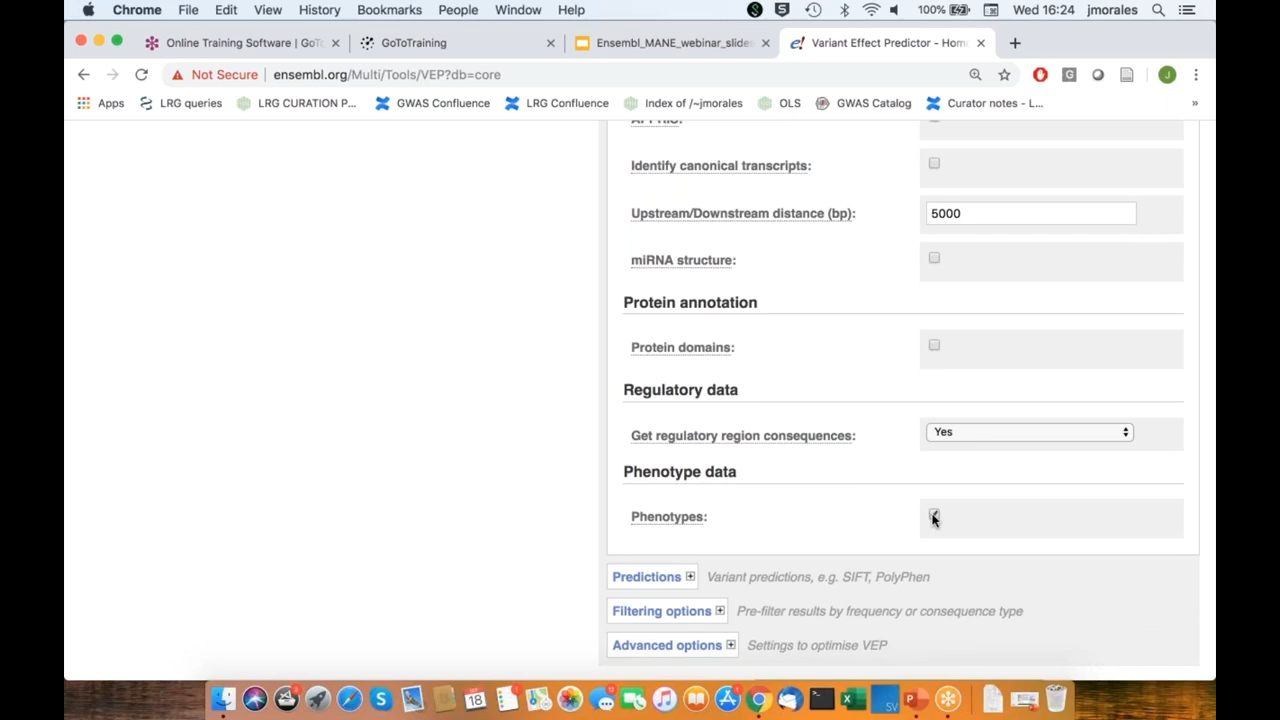 Chrome File Edit View History Bookmarks People Window Help 100% Wed 16:24 jmorales
Online Training Software | GoTo
GoToTraining
Ensembl_MANE_webinar_slides
Variant Effect Predictor - Hom
Not Secure | ensembl.org/Multi/Tools/VEP?db=core J
Apps LRG queries LRG CURATION P... GWAS Confluence LRG Confluence Index of /~jmorales OLS GWAS Catalog Curator notes - L... »
Identify canonical transcripts:
Upstream/Downstream distance (bp): 5000
miRNA structure:
Protein annotation
Protein domains:
Regulatory data
Get regulatory region consequences: Yes
Phenotype data
Phenotypes:
Predictions Variant predictions, e.g. SIFT, PolyPhen
Filtering options Pre-filter results by frequency or consequence type
Advanced options Settings to optimise VEP
18 SV